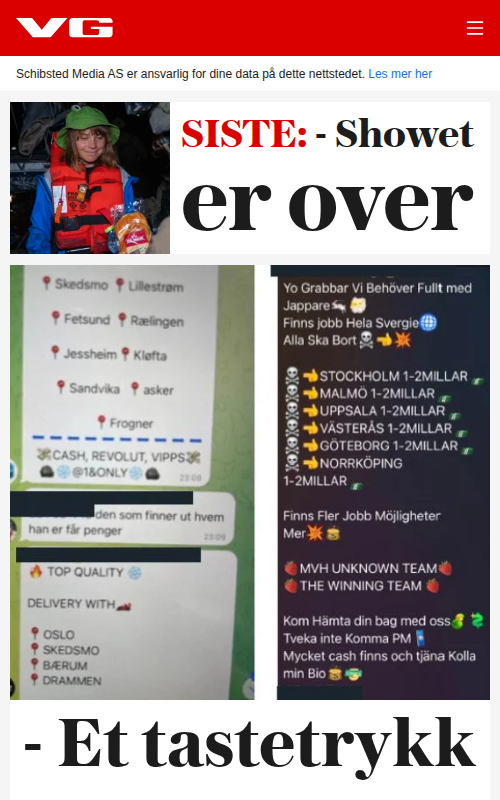 VG
Schibsted Media AS er ansvarlig for dine data på dette nettstedet. Les mer her
SISTE: - Showet
er over
Skedsmo Lillestrøm
Fetsund Rælingen
Jessheim Kløfta
Sandvika asker
Frogner
CASH, REVOLUT, VIPPS
@1&ONLY
23:08
den som finner ut hvem
han er får penger
23:09
TOP QUALITY
DELIVERY WITH
OSLO
SKEDSMO
BÆRUM
DRAMMEN
Yo Grabbar Vi Behöver Fullt med
Jappare
Finns jobb Hela Svergie
Alla Ska Bort
STOCKHOLM 1-2MILLAR
MALMÖ 1-2MILLAR
UPPSALA 1-2MILLAR
VÄSTERÅS 1-2MILLAR
GÖTEBORG 1-2MILLAR
NORRKÖPING
1-2MILLAR
Finns Fler Jobb Möjligheter
Mer
MVH UNKNOWN TEAM
THE WINNING TEAM
Kom Hämta din bag med oss
Tveka inte Komma PM
Mycket cash finns och tjäna Kolla
min Bio
- Et tastetrykk